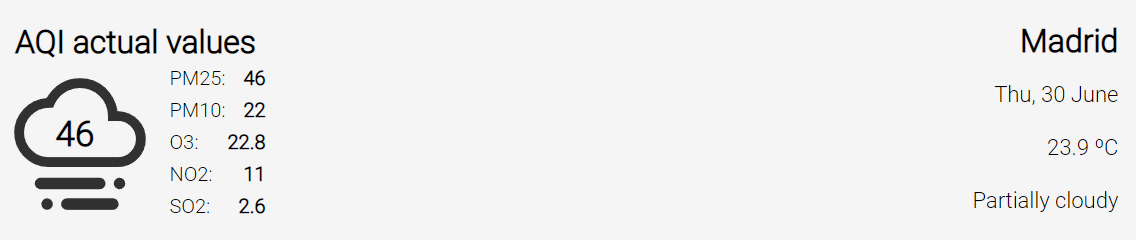 AQI actual values
46
PM25: 46
PM10: 22
O3: 22.8
NO2: 11
SO2: 2.6
Madrid
Thu, 30 June
23.9 ºC
Partially cloudy